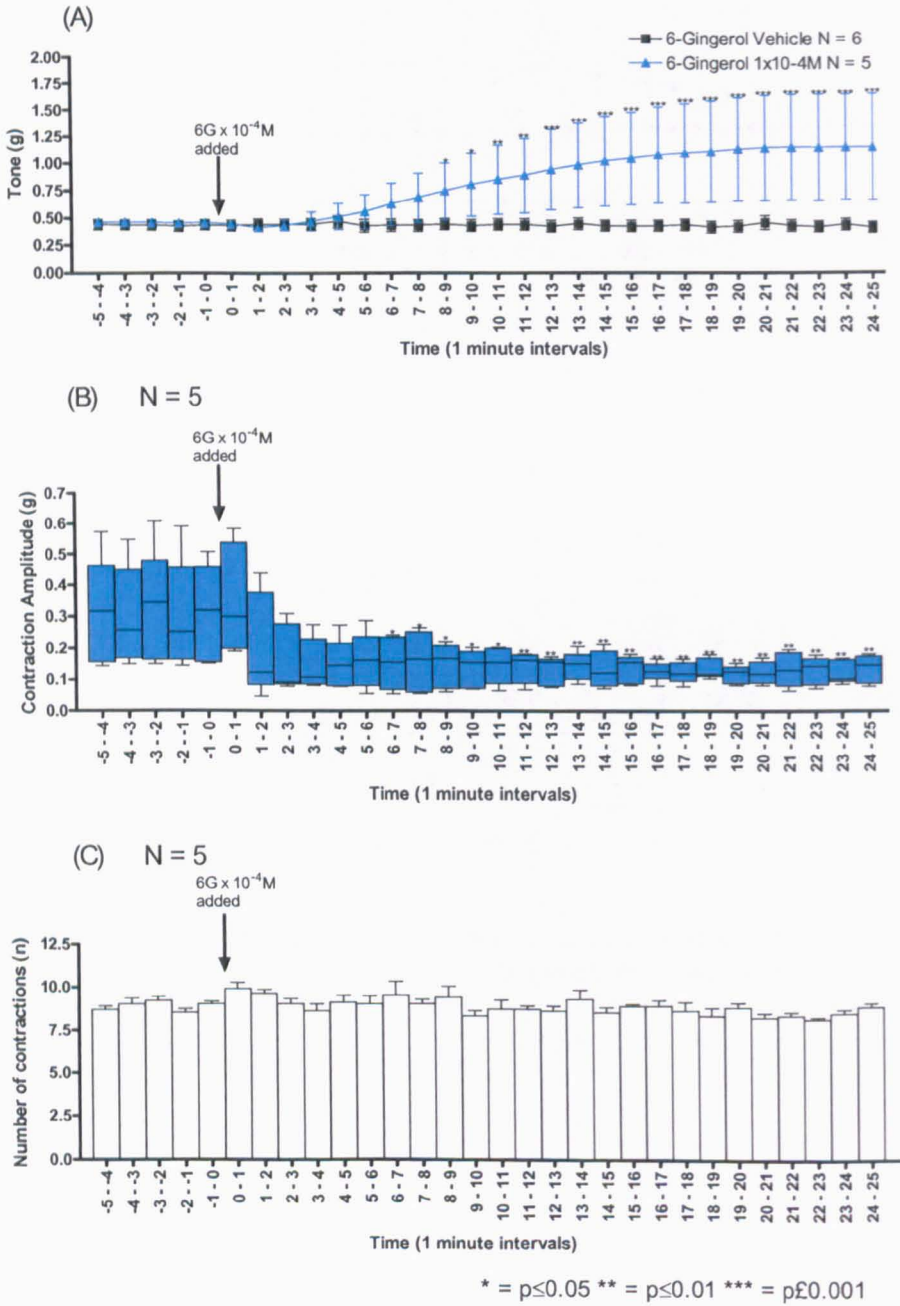 (A)
6-Gingerol Vehicle N = 6
6-Gingerol 1x10-4M N = 5
2.00
1.75
1.50
1.25
1.00
0.75
0.50
0.25
0.00
Tone (g)
6G x 10-4M
added
* * ** ** *** *** *** *** *** *** *** *** *** *** *** *** ***
-5 - -4 -4 - -3 -3 - -2 -2 - -1 -1 - 0 0 - 1 1 - 2 2 - 3 3 - 4 4 - 5 5 - 6 6 - 7 7 - 8 8 - 9 9 - 10 10 - 11 11 - 12 12 - 13 13 - 14 14 - 15 15 - 16 16 - 17 17 - 18 18 - 19 19 - 20 20 - 21 21 - 22 22 - 23 23 - 24 24 - 25
Time (1 minute intervals)
(B) N = 5
6G x 10-4M
added
0.7
0.6
0.5
0.4
0.3
0.2
0.1
0.0
Contraction Amplitude (g)
* * * * * ** ** ** ** ** ** ** ** ** ** ** ** ** **
-5 - -4 -4 - -3 -3 - -2 -2 - -1 -1 - 0 0 - 1 1 - 2 2 - 3 3 - 4 4 - 5 5 - 6 6 - 7 7 - 8 8 - 9 9 - 10 10 - 11 11 - 12 12 - 13 13 - 14 14 - 15 15 - 16 16 - 17 17 - 18 18 - 19 19 - 20 20 - 21 21 - 22 22 - 23 23 - 24 24 - 25
Time (1 minute intervals)
(C) N = 5
6G x 10-4M
added
12.5
10.0
7.5
5.0
2.5
0.0
Number of contractions (n)
-5 - -4 -4 - -3 -3 - -2 -2 - -1 -1 - 0 0 - 1 1 - 2 2 - 3 3 - 4 4 - 5 5 - 6 6 - 7 7 - 8 8 - 9 9 - 10 10 - 11 11 - 12 12 - 13 13 - 14 14 - 15 15 - 16 16 - 17 17 - 18 18 - 19 19 - 20 20 - 21 21 - 22 22 - 23 23 - 24 24 - 25
Time (1 minute intervals)
* = p≤0.05 ** = p≤0.01 *** = p£0.001